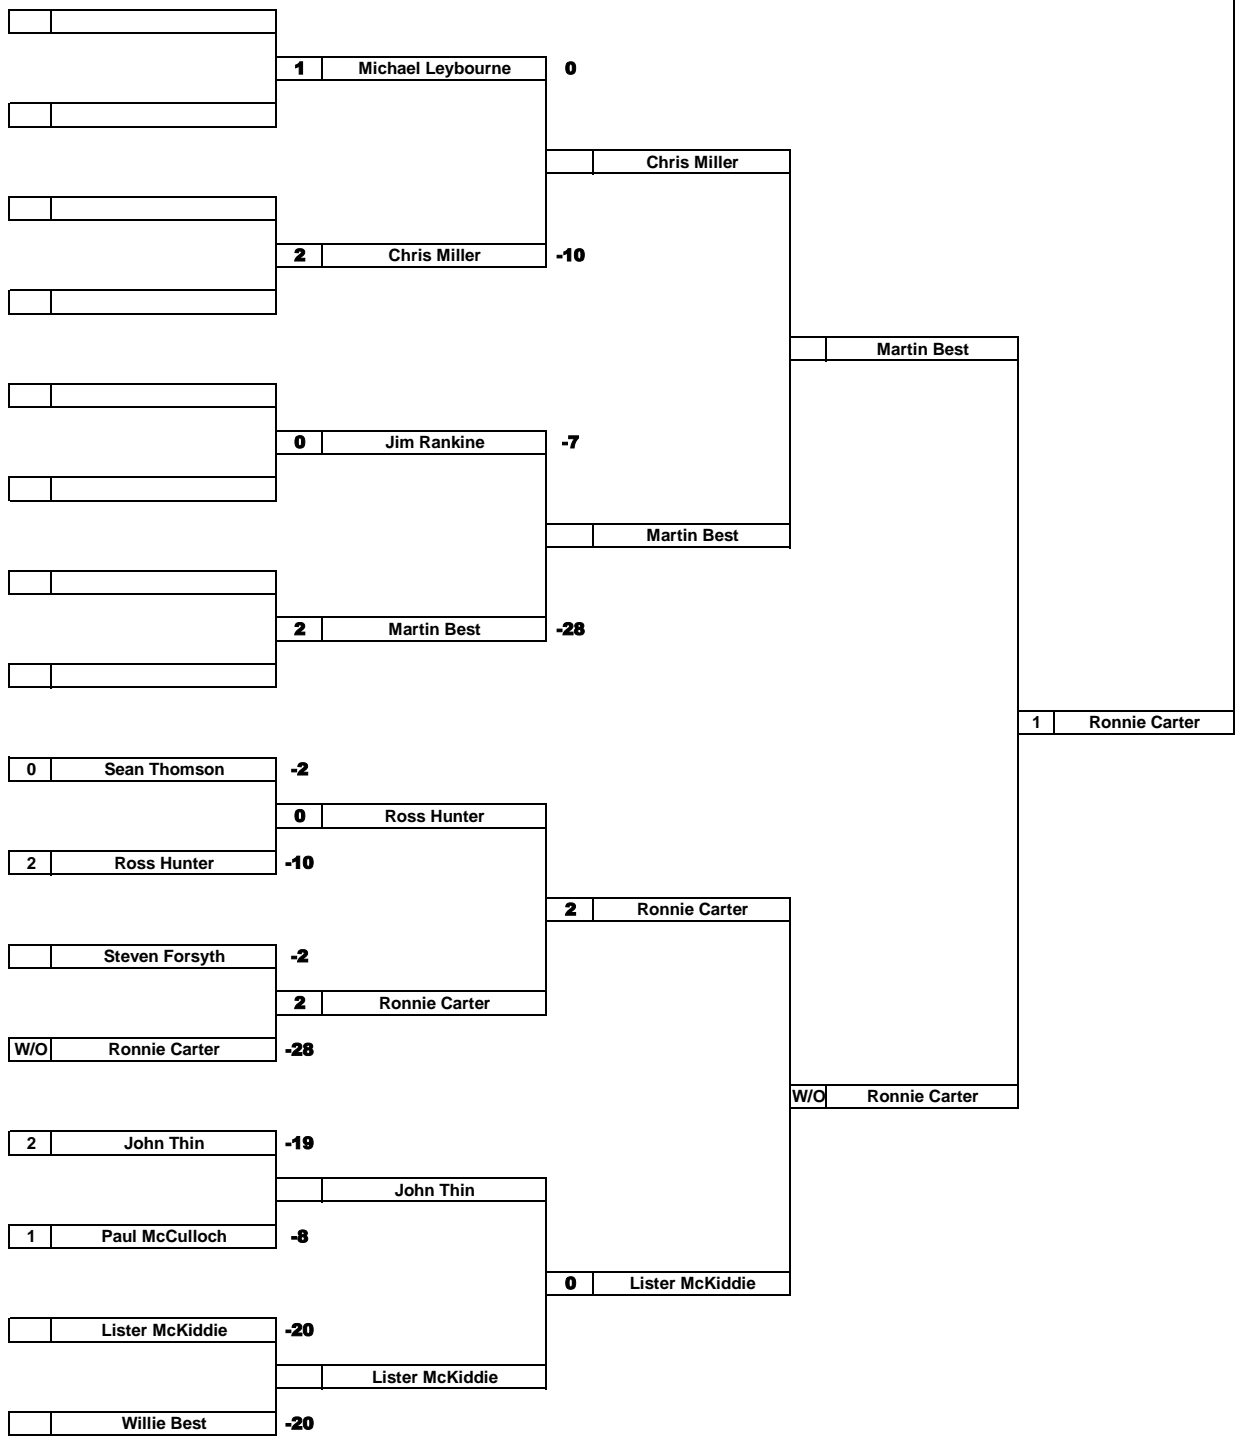 1 Michael Leybourne 0
Chris Miller
2 Chris Miller -10
Martin Best
0 Jim Rankine -7
Martin Best
2 Martin Best -28
1 Ronnie Carter
0 Sean Thomson -2
0 Ross Hunter
2 Ross Hunter -10
2 Ronnie Carter
Steven Forsyth -2
2 Ronnie Carter
W/O Ronnie Carter -28
W/O Ronnie Carter
2 John Thin -19
John Thin
1 Paul McCulloch -8
0 Lister McKiddie
Lister McKiddie -20
Lister McKiddie
Willie Best -20